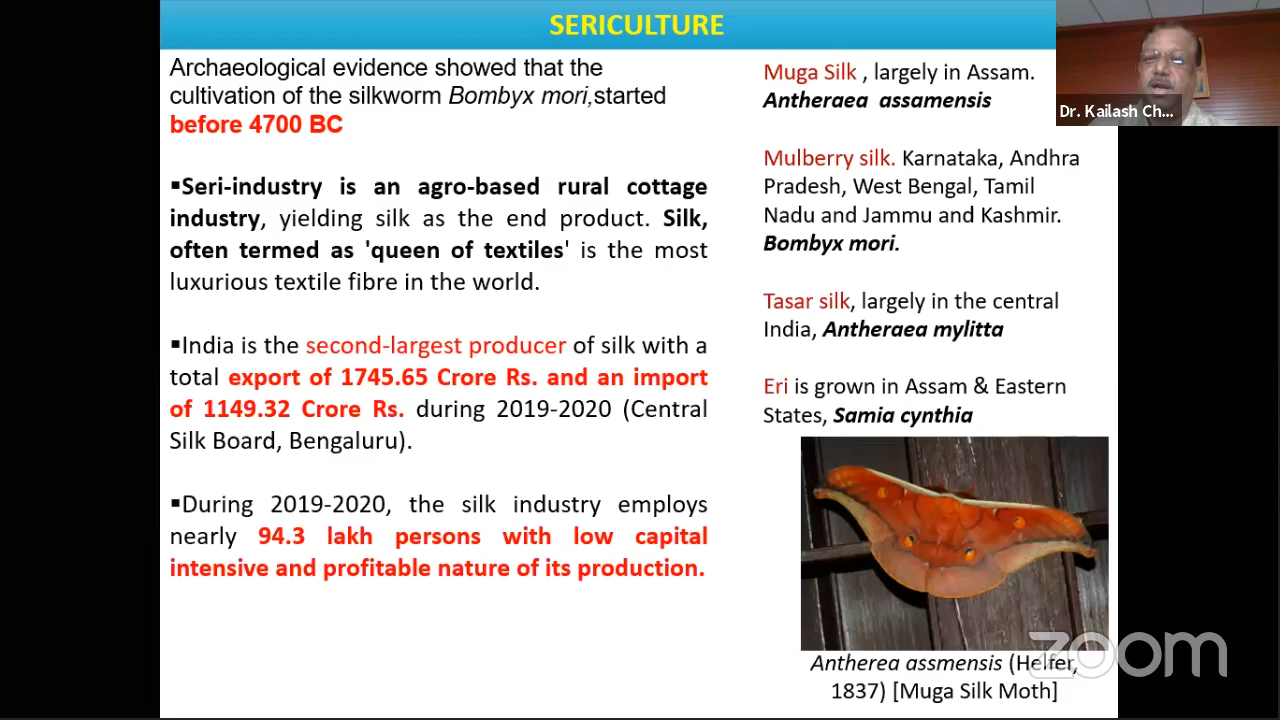 SERICULTURE
Archaeological evidence showed that the
cultivation of the silkworm Bombyx mori,started
before 4700 BC
▪Seri-industry is an agro-based rural cottage
industry, yielding silk as the end product. Silk,
often termed as 'queen of textiles' is the most
luxurious textile fibre in the world.
▪India is the second-largest producer of silk with a
total export of 1745.65 Crore Rs. and an import
of 1149.32 Crore Rs. during 2019-2020 (Central
Silk Board, Bengaluru).
▪During 2019-2020, the silk industry employs
nearly 94.3 lakh persons with low capital
intensive and profitable nature of its production.
Muga Silk , largely in Assam.
Antheraea assamensis
Mulberry silk. Karnataka, Andhra
Pradesh, West Bengal, Tamil
Nadu and Jammu and Kashmir.
Bombyx mori.
Tasar silk, largely in the central
India, Antheraea mylitta
Eri is grown in Assam & Eastern
States, Samia cynthia
Antherea assmensis (Helfer,
1837) [Muga Silk Moth]
Dr. Kailash Ch...
zoom